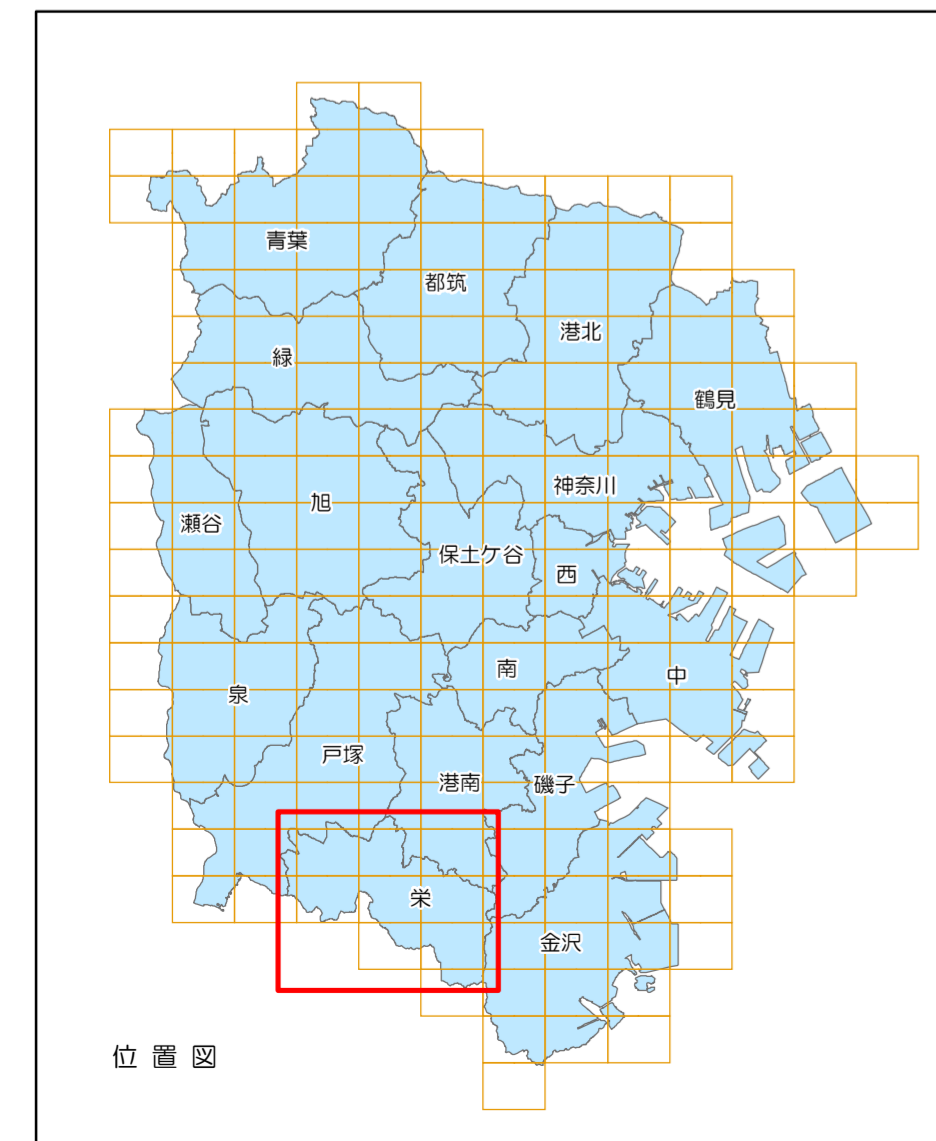 青葉
都筑
港北
緑
鶴見
神奈川
旭
瀬谷
保土ケ谷
西
南
中
泉
戸塚
港南
磯子
栄
金沢
位置図